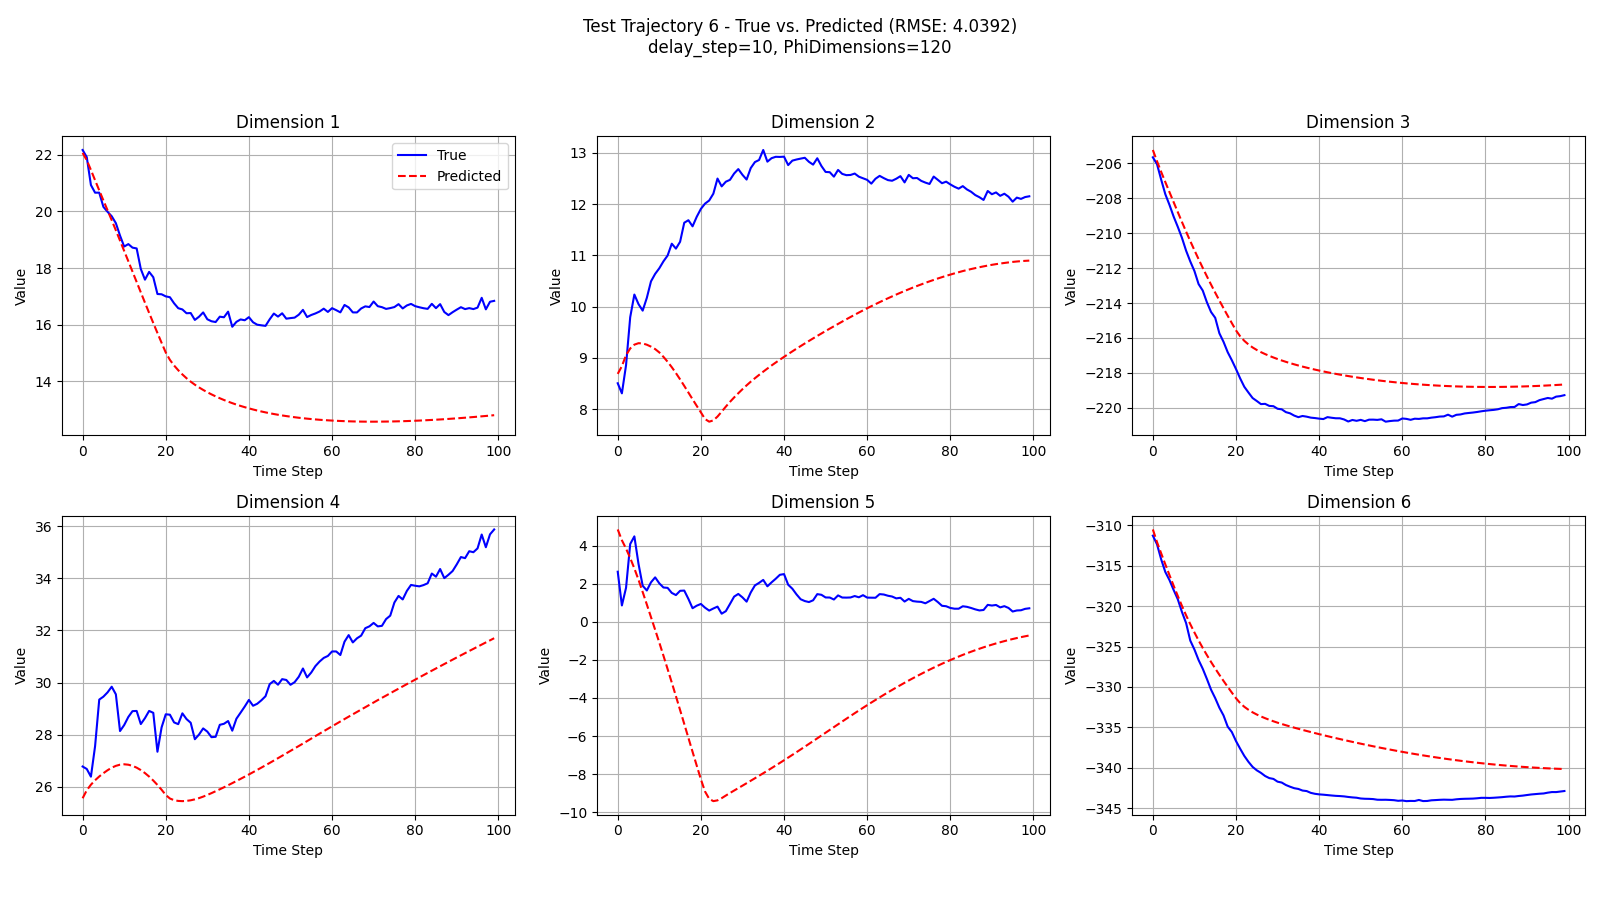 Test Trajectory 6 - True vs. Predicted (RMSE: 4.0392)
delay_step=10, PhiDimensions=120
Dimension 1
22
20
18
16
14
Value
0 20 40 60 80 100
Time Step
True
Predicted
Dimension 2
13
12
11
10
9
8
Value
0 20 40 60 80 100
Time Step
Dimension 3
−206
−208
−210
−212
−214
−216
−218
−220
Value
0 20 40 60 80 100
Time Step
Dimension 4
36
34
32
30
28
26
Value
0 20 40 60 80 100
Time Step
Dimension 5
4
2
0
−2
−4
−6
−8
−10
Value
0 20 40 60 80 100
Time Step
Dimension 6
−310
−315
−320
−325
−330
−335
−340
−345
Value
0 20 40 60 80 100
Time Step